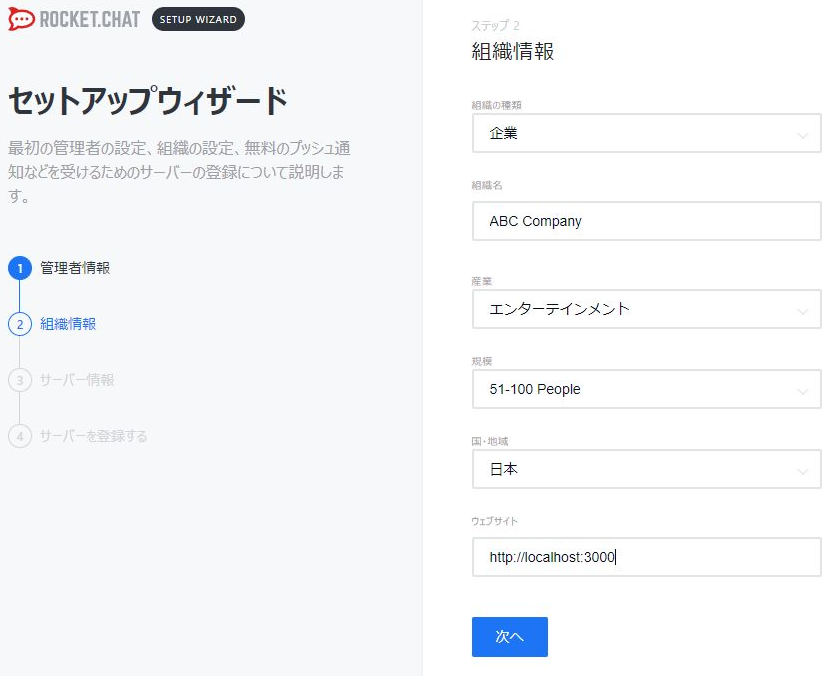 ROCKET.CHAT SETUP WIZARD
セットアップウィザード
最初の管理者の設定、組織の設定、無料のプッシュ通
知などを受けるためのサーバーの登録について説明しま
す。
1 管理者情報
2 組織情報
3 サーバー情報
4 サーバーを登録する
ステップ 2
組織情報
組織の種類
企業
組織名
ABC Company
産業
エンターテインメント
規模
51-100 People
国・地域
日本
ウェブサイト
http://localhost:3000
次へ